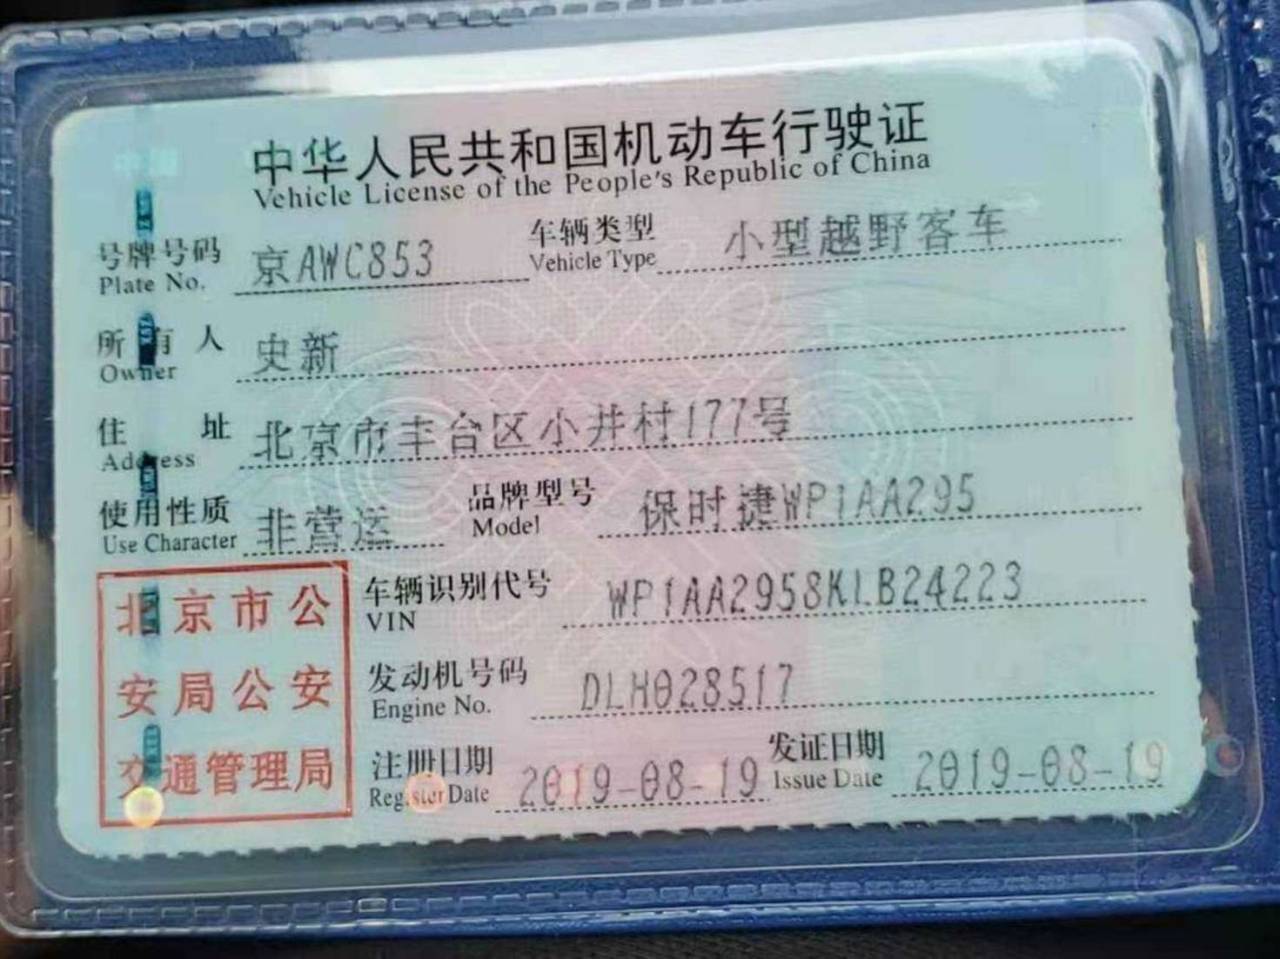 中华人民共和国机动车行驶证
Vehicle License of the People's Republic of China
号牌号码 京AWC853 车辆类型 小型越野客车
Plate No. Vehicle Type
所有人 史新
Owner
住址 北京市丰台区小井村177号
Address
使用性质 非营运 品牌型号 保时捷WP1AA295
Use Character Model
北京市公
安局公安
交通管理局
车辆识别代号 WP1AA2958KLB24223
VIN
发动机号码 DLH028517
Engine No.
注册日期 2019-08-19 发证日期 2019-08-19
Register Date Issue Date